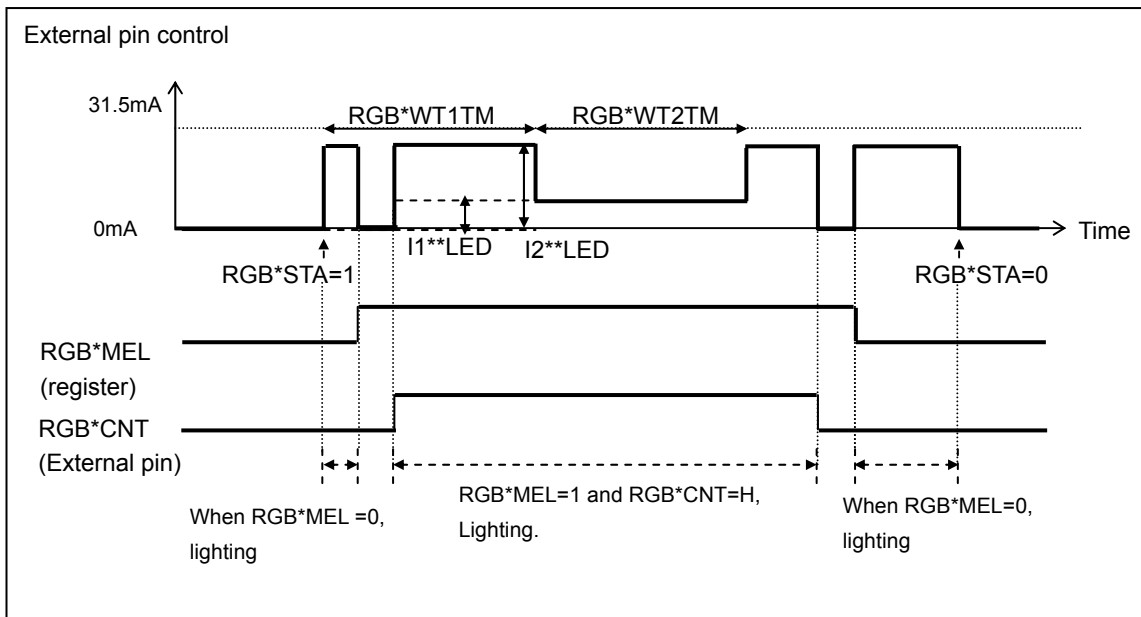 External pin control
31.5mA
RGB*WT1TM
RGB*WT2TM
0mA
I1**LED
I2**LED
Time
RGB*STA=1
RGB*STA=0
RGB*MEL
(register)
RGB*CNT
(External pin)
When RGB*MEL =0,
lighting
RGB*MEL=1 and RGB*CNT=H,
Lighting.
When RGB*MEL=0,
lighting